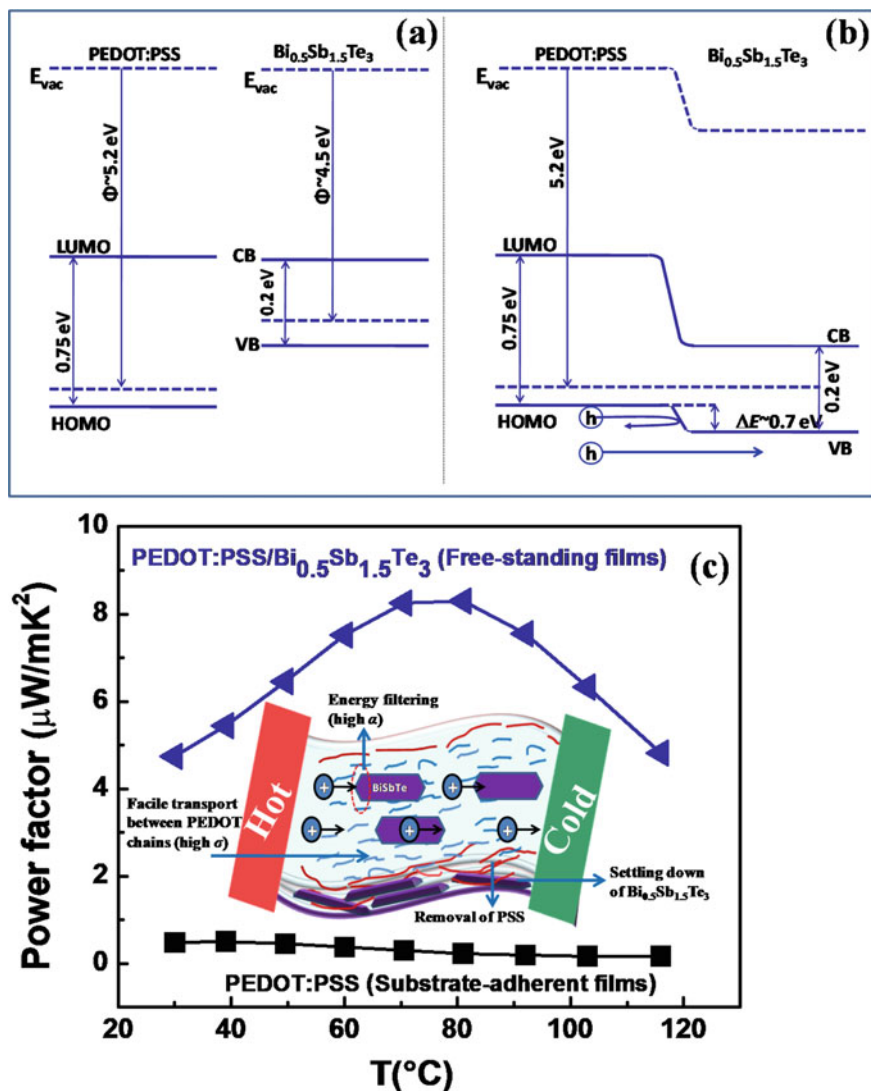 (a)
PEDOT:PSS
Bi0.5Sb1.5Te3
Evac
Evac
Φ~5.2 eV
Φ~4.5 eV
LUMO
CB
0.75 eV
0.2 eV
VB
HOMO
(b)
PEDOT:PSS
Bi0.5Sb1.5Te3
Evac
5.2 eV
LUMO
CB
0.75 eV
0.2 eV
HOMO
h
ΔE~0.7 eV
h
VB
(c)
PEDOT:PSS/Bi0.5Sb1.5Te3 (Free-standing films)
10
8
6
4
2
0
Power factor (μW/mK²)
Energy filtering
(high α)
Hot
Cold
BiSbTe
+
+
+
+
+
Facile transport
between PEDOT
chains (high σ)
Settling down
of Bi0.5Sb1.5Te3
Removal of PSS
PEDOT:PSS (Substrate-adherent films)
20
40
60
80
100
120
T(°C)